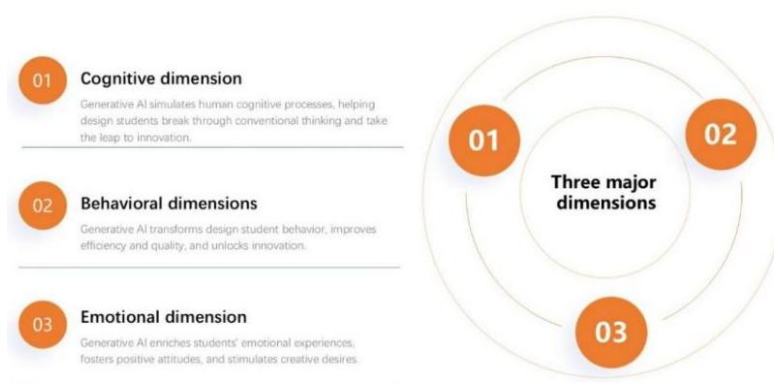 01
Cognitive dimension
Generative AI simulates human cognitive processes, helping
design students break through conventional thinking and take
the leap to innovation.
02
Behavioral dimensions
Generative AI transforms design student behavior, improves
efficiency and quality, and unlocks innovation.
03
Emotional dimension
Generative AI enriches students' emotional experiences,
fosters positive attitudes, and stimulates creative desires.
01
02
Three major
dimensions
03